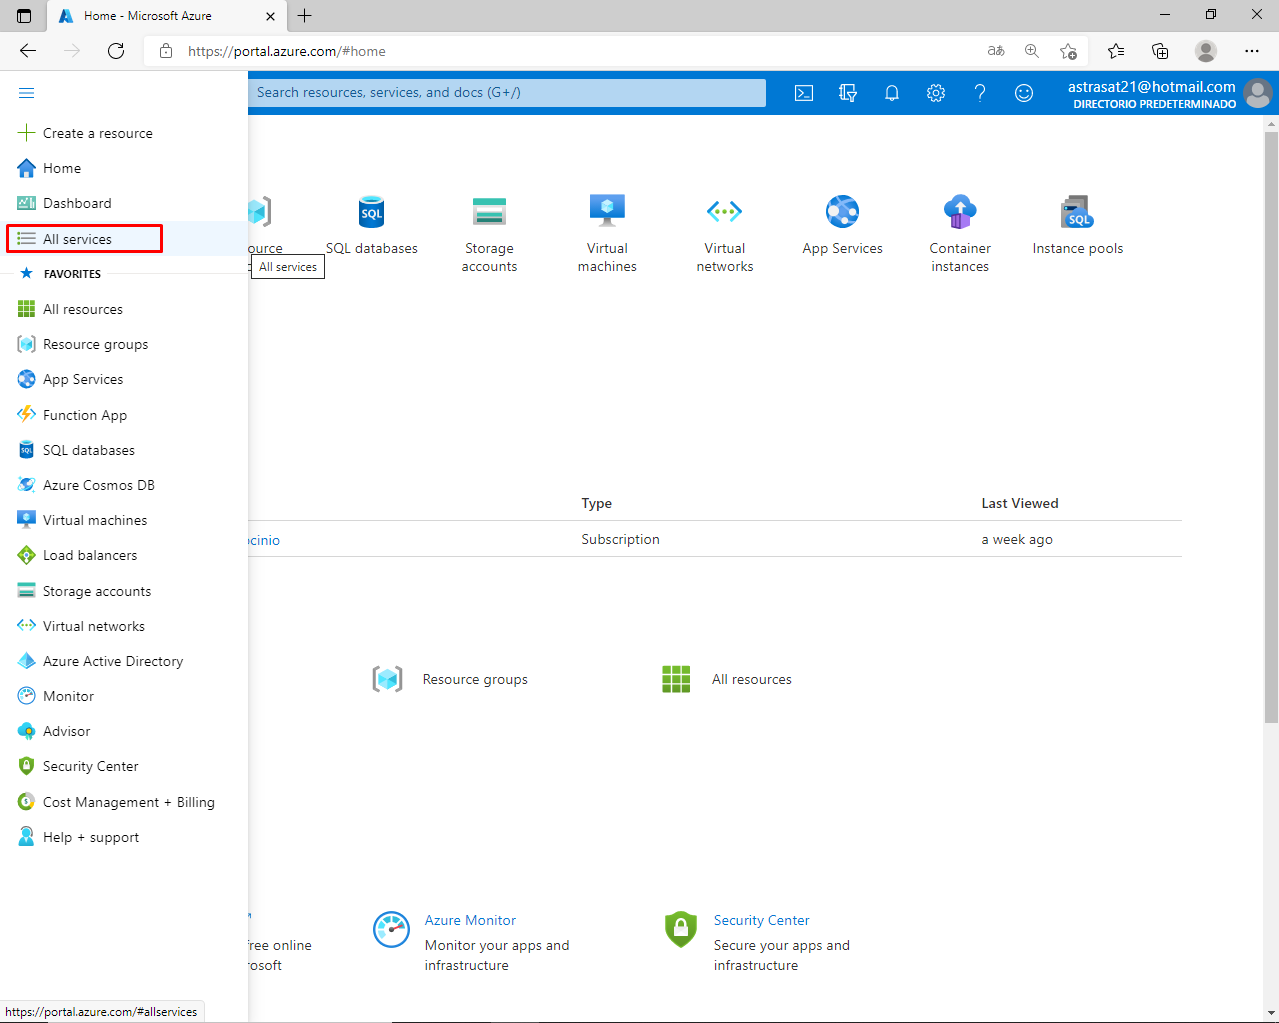 Home - Microsoft Azure
https://portal.azure.com/#home
Search resources, services, and docs (G+/)
astrasat21@hotmail.com
DIRECTORIO PREDETERMINADO
Create a resource
Home
Dashboard
All services
FAVORITES
All resources
Resource groups
App Services
Function App
SQL databases
Azure Cosmos DB
Virtual machines
Load balancers
Storage accounts
Virtual networks
Azure Active Directory
Monitor
Advisor
Security Center
Cost Management + Billing
Help + support
https://portal.azure.com/#allservices
ource
All services
SQL
SQL databases
Storage
accounts
Virtual
machines
Virtual
networks
App Services
Container
instances
SQL
Instance pools
Type
Last Viewed
ocinio
Subscription
a week ago
Resource groups
All resources
free online
rosoft
Azure Monitor
Monitor your apps and
infrastructure
Security Center
Secure your apps and
infrastructure